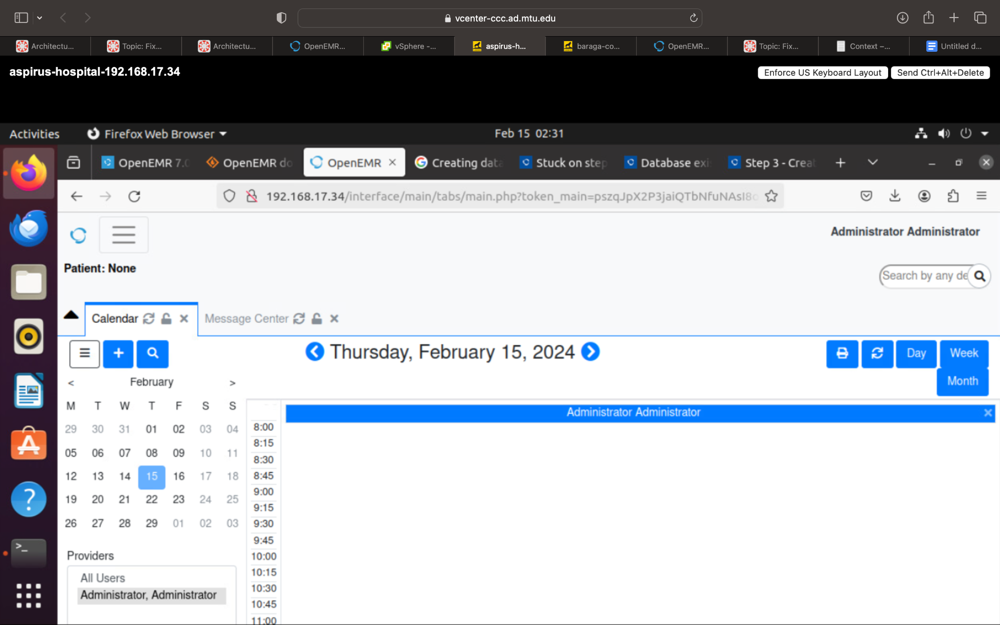 vcenter-ccc.ad.mtu.edu
Architectu... Topic: Fix... Architectu... OpenEMR... vSphere -... aspirus-h... baraga-co... OpenEMR... Topic: Fix... Context –... Untitled d...
aspirus-hospital-192.168.17.34 Enforce US Keyboard Layout Send Ctrl+Alt+Delete
Activities Firefox Web Browser Feb 15 02:31
OpenEMR 7.0 OpenEMR do OpenEMR Creating data Stuck on step Database exi Step 3 - Creat
192.168.17.34/interface/main/tabs/main.php?token_main=pszqJpX2P3jaiQTbNfuNAsI8o
Administrator Administrator
Patient: None
Search by any de
Calendar Message Center
Thursday, February 15, 2024 Day Week
Month
< February >
M T W T F S S
29 30 31 01 02 03 04
05 06 07 08 09 10 11
12 13 14 15 16 17 18
19 20 21 22 23 24 25
26 27 28 29 01 02 03
Providers
All Users
Administrator, Administrator
Administrator Administrator
8:00
8:15
8:30
8:45
9:00
9:15
9:30
9:45
10:00
10:15
10:30
10:45
11:00